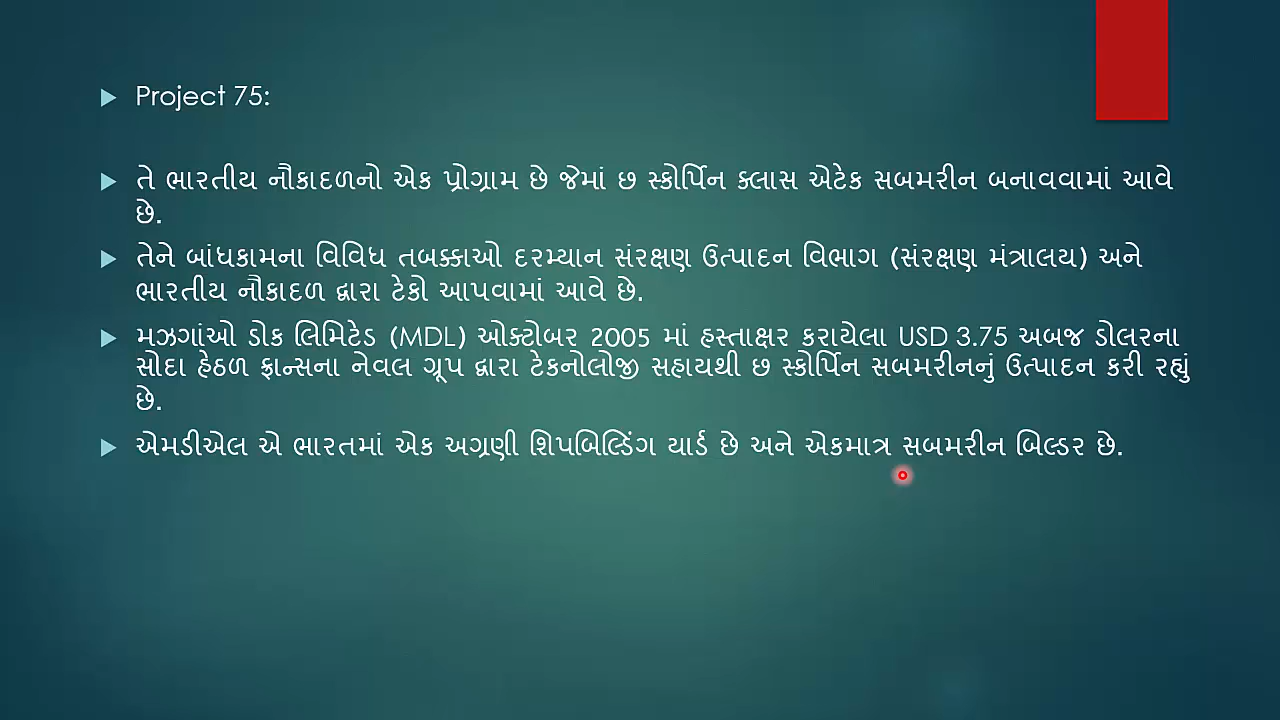 Project 75:
તે ભારતીય નૌકાદળનો એક પ્રોગ્રામ છે જેમાં છ સ્કોર્પિન ક્લાસ એટેક સબમરીન બનાવવામાં આવે
છે.
તેને બાંધકામના વિવિધ તબક્કાઓ દરમ્યાન સંરક્ષણ ઉત્પાદન વિભાગ (સંરક્ષણ મંત્રાલય) અને
ભારતીય નૌકાદળ દ્વારા ટેકો આપવામાં આવે છે.
મઝગાંઓ ડોક લિમિટેડ (MDL) ઓક્ટોબર 2005 માં હસ્તાક્ષર કરાયેલા USD 3.75 અબજ ડોલરના
સોદા હેઠળ ફ્રાન્સના નેવલ ગ્રૂપ દ્વારા ટેકનોલોજી સહાયથી છ સ્કોર્પિન સબમરીનનું ઉત્પાદન કરી રહ્યું
છે.
એમડીએલ એ ભારતમાં એક અગ્રણી શિપબિલ્ડિંગ યાર્ડ છે અને એકમાત્ર સબમરીન બિલ્ડર છે.